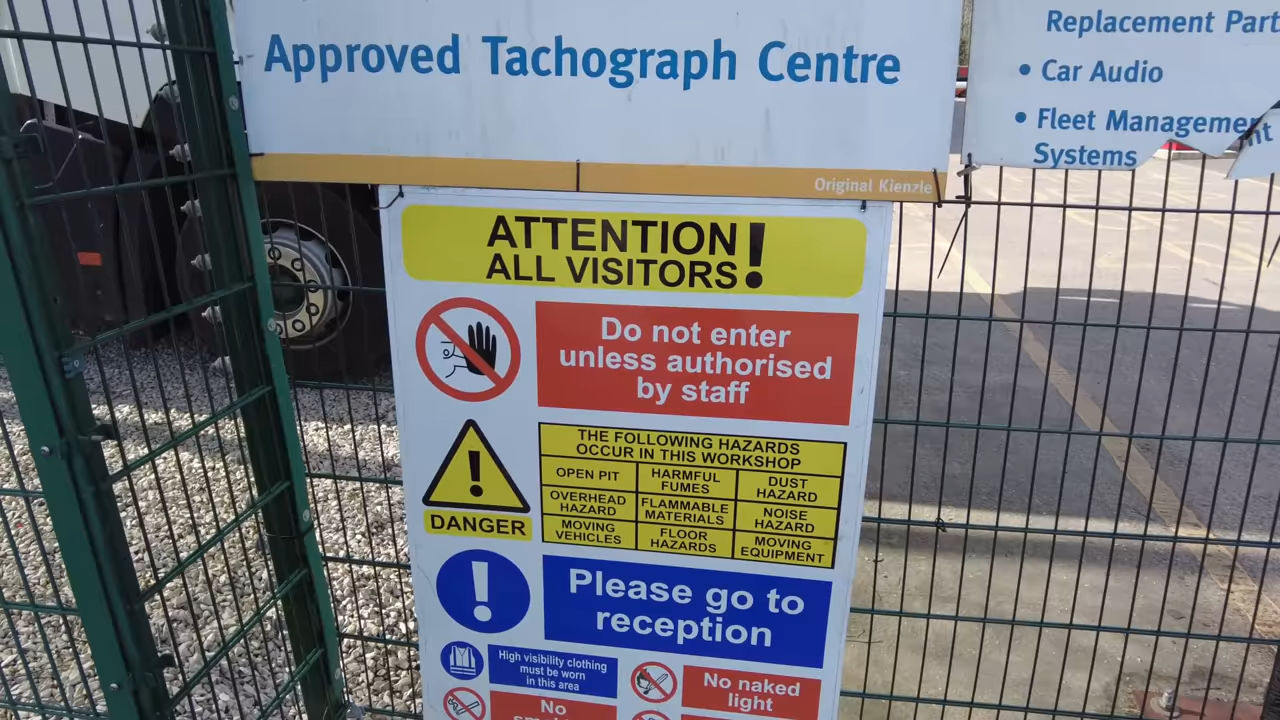 Approved Tachograph Centre
Original Kienzle
Replacement Part
• Car Audio
• Fleet Management
Systems
ATTENTION
ALL VISITORS!
Do not enter
unless authorised
by staff
DANGER
THE FOLLOWING HAZARDS
OCCUR IN THIS WORKSHOP
OPEN PIT
HARMFUL
FUMES
DUST
HAZARD
OVERHEAD
HAZARD
FLAMMABLE
MATERIALS
NOISE
HAZARD
MOVING
VEHICLES
FLOOR
HAZARDS
MOVING
EQUIPMENT
Please go to
reception
High visibility clothing
must be worn
in this area
No naked
light
No